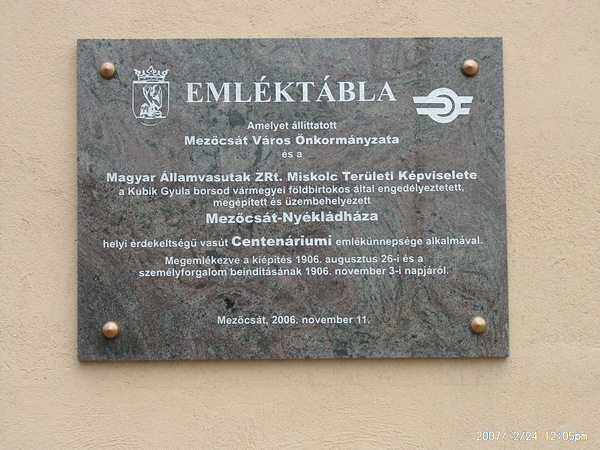 EMLÉKTÁBLA
Amelyet állíttatott
Mezőcsát Város Önkormányzata
és a
Magyar Államvasutak ZRt. Miskolc Területi Képviselete
a Kubik Gyula borsod vármegyei földbirtokos által engedélyeztetett,
megépített és üzembehelyezett
Mezőcsát-Nyékládháza
helyi érdekeltségű vasút Centenáriumi emlékünnepsége alkalmával.
Megemlékezve a kiépítés 1906. augusztus 26-i és a
személyforgalom beindításának 1906. november 3-i napjáról.
Mezőcsát, 2006. november 11.
2007/ 2/24 12:05pm